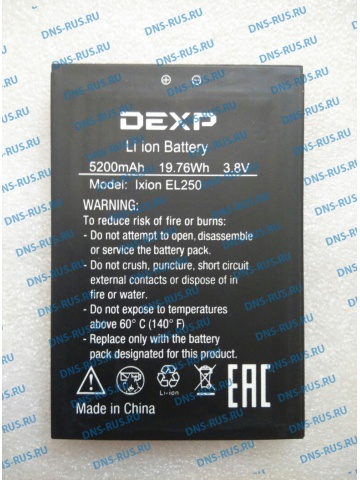 DEXP
Li ion Battery
5200mAh 19.76Wh 3.8V
Model: Ixion EL250
WARNING:
To reduce risk of fire or burns:
- Do not attempt to open, disassemble
or service the battery pack.
- Do not crush, puncture, short circuit
external contacts or dispose of in
fire or water.
- Do not expose to temperatures
above 60° C (140° F)
- Replace only with the battery
pack designated for this product.
Li-ion
EAC
Made in China
DNS-RUS.RU